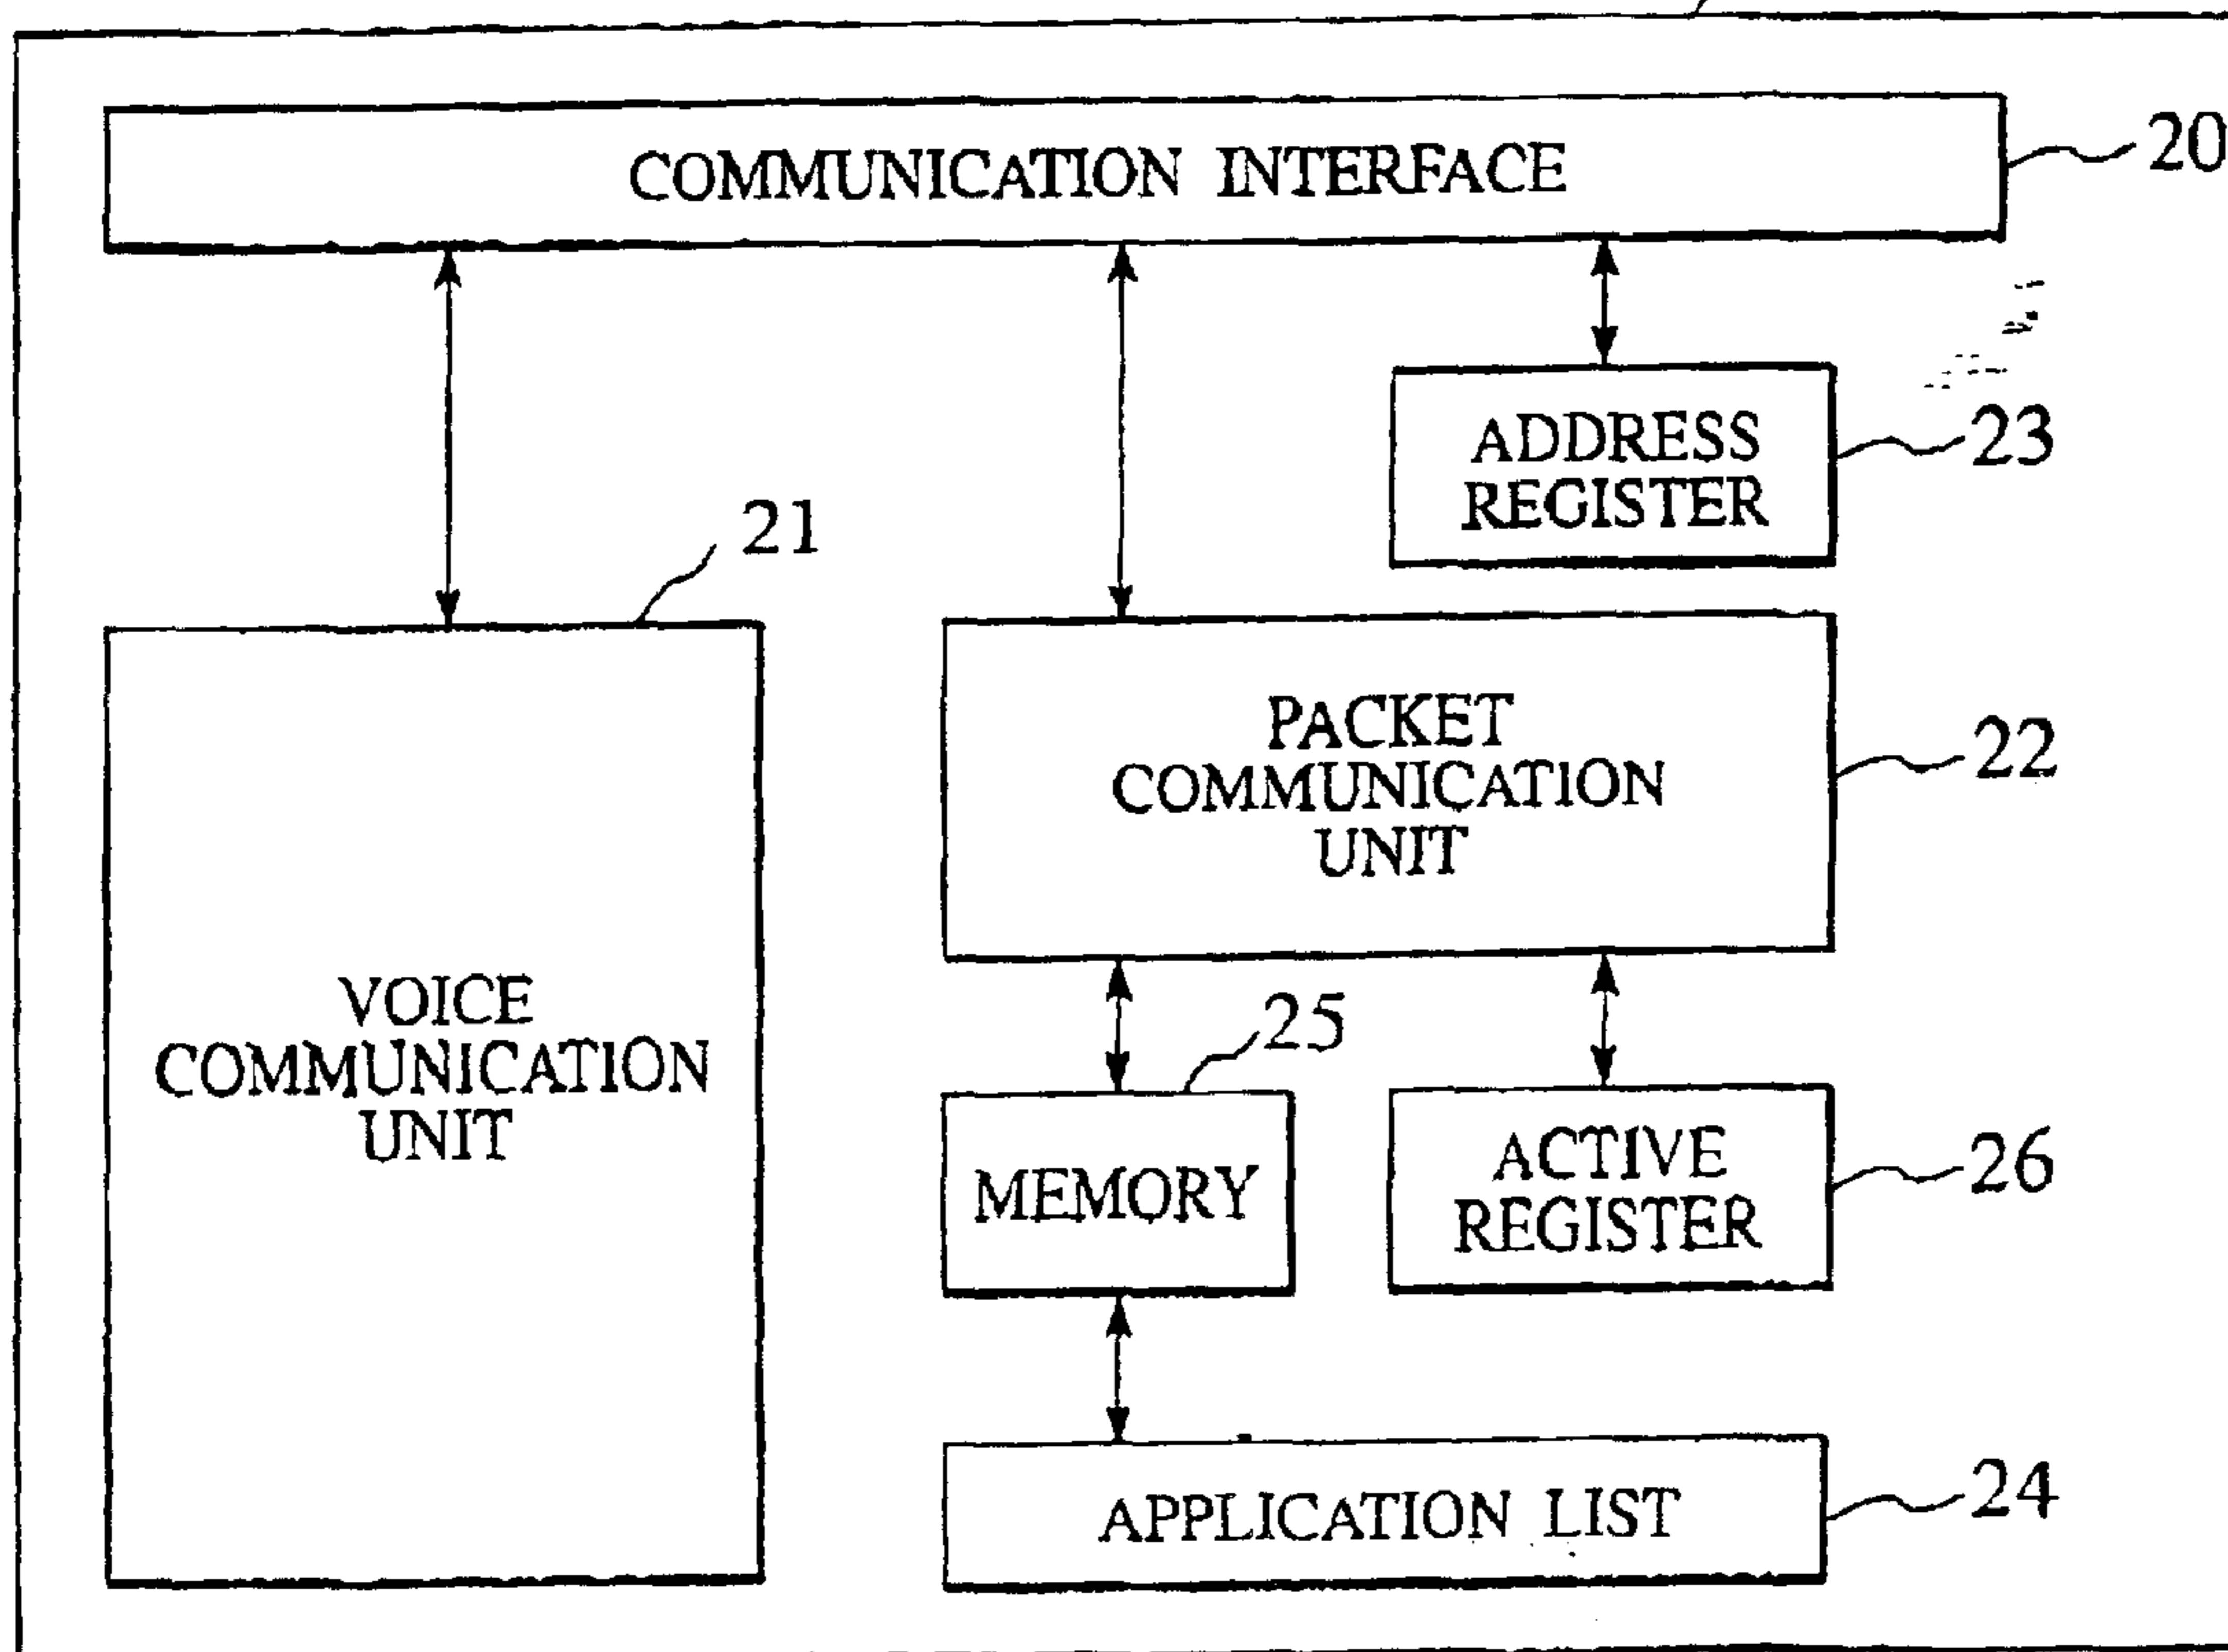 COMMUNICATION INTERFACE
20
ADDRESS
REGISTER
23
21
PACKET
COMMUNICATION
UNIT
22
VOICE
COMMUNICATION
UNIT
25
MEMORY
ACTIVE
REGISTER
26
APPLICATION LIST
24